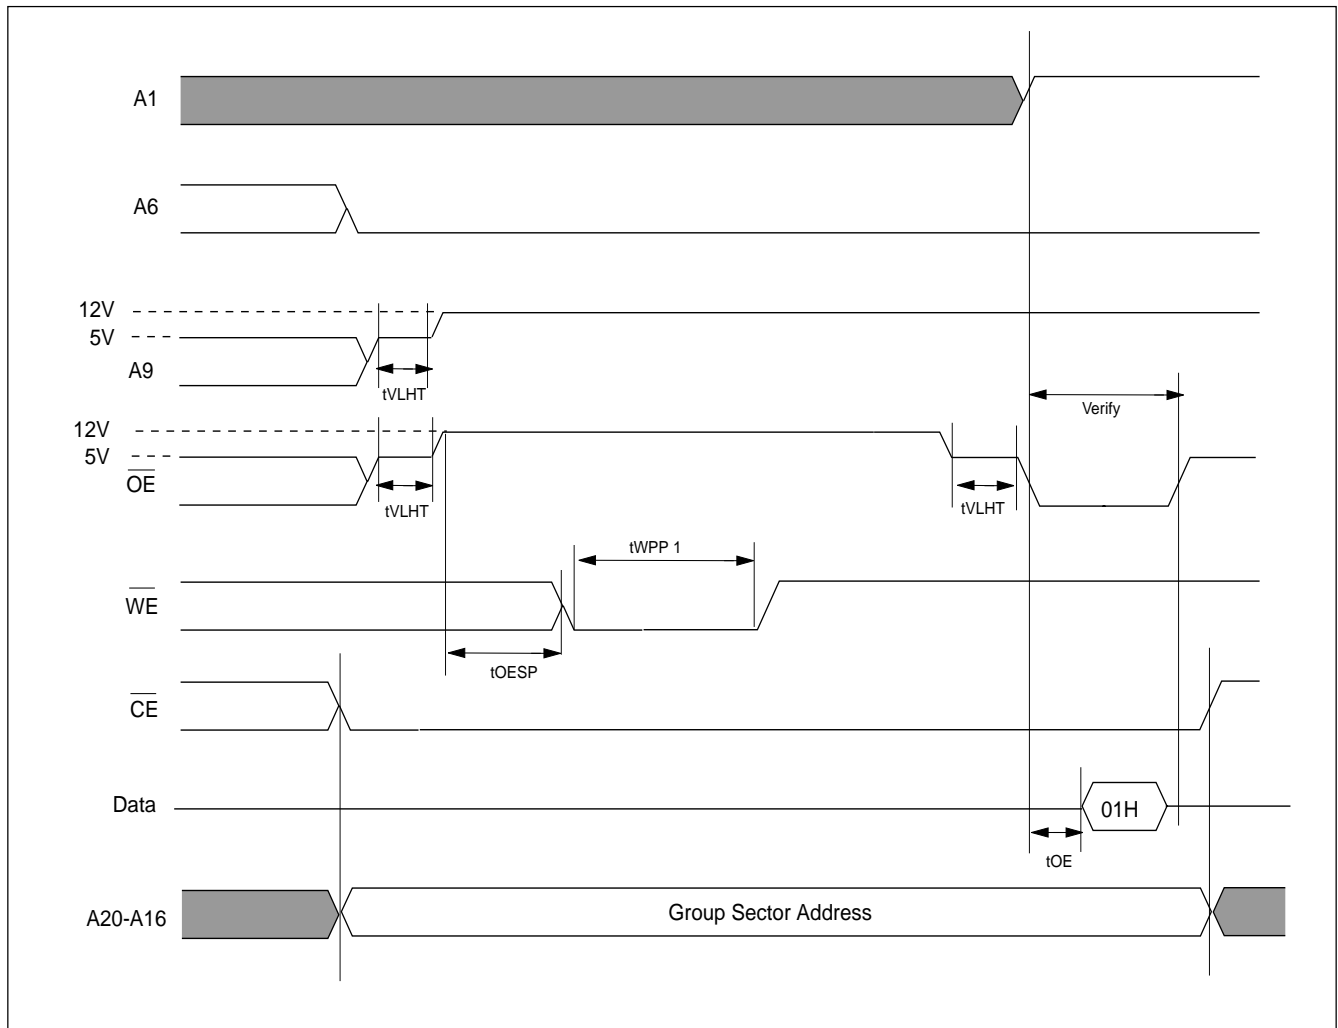 A1
A6
12V
5V
A9
tVLHT
Verify
12V
5V
OE
tVLHT
tVLHT
tWPP 1
WE
tOESP
CE
Data
01H
tOE
A20-A16
Group Sector Address